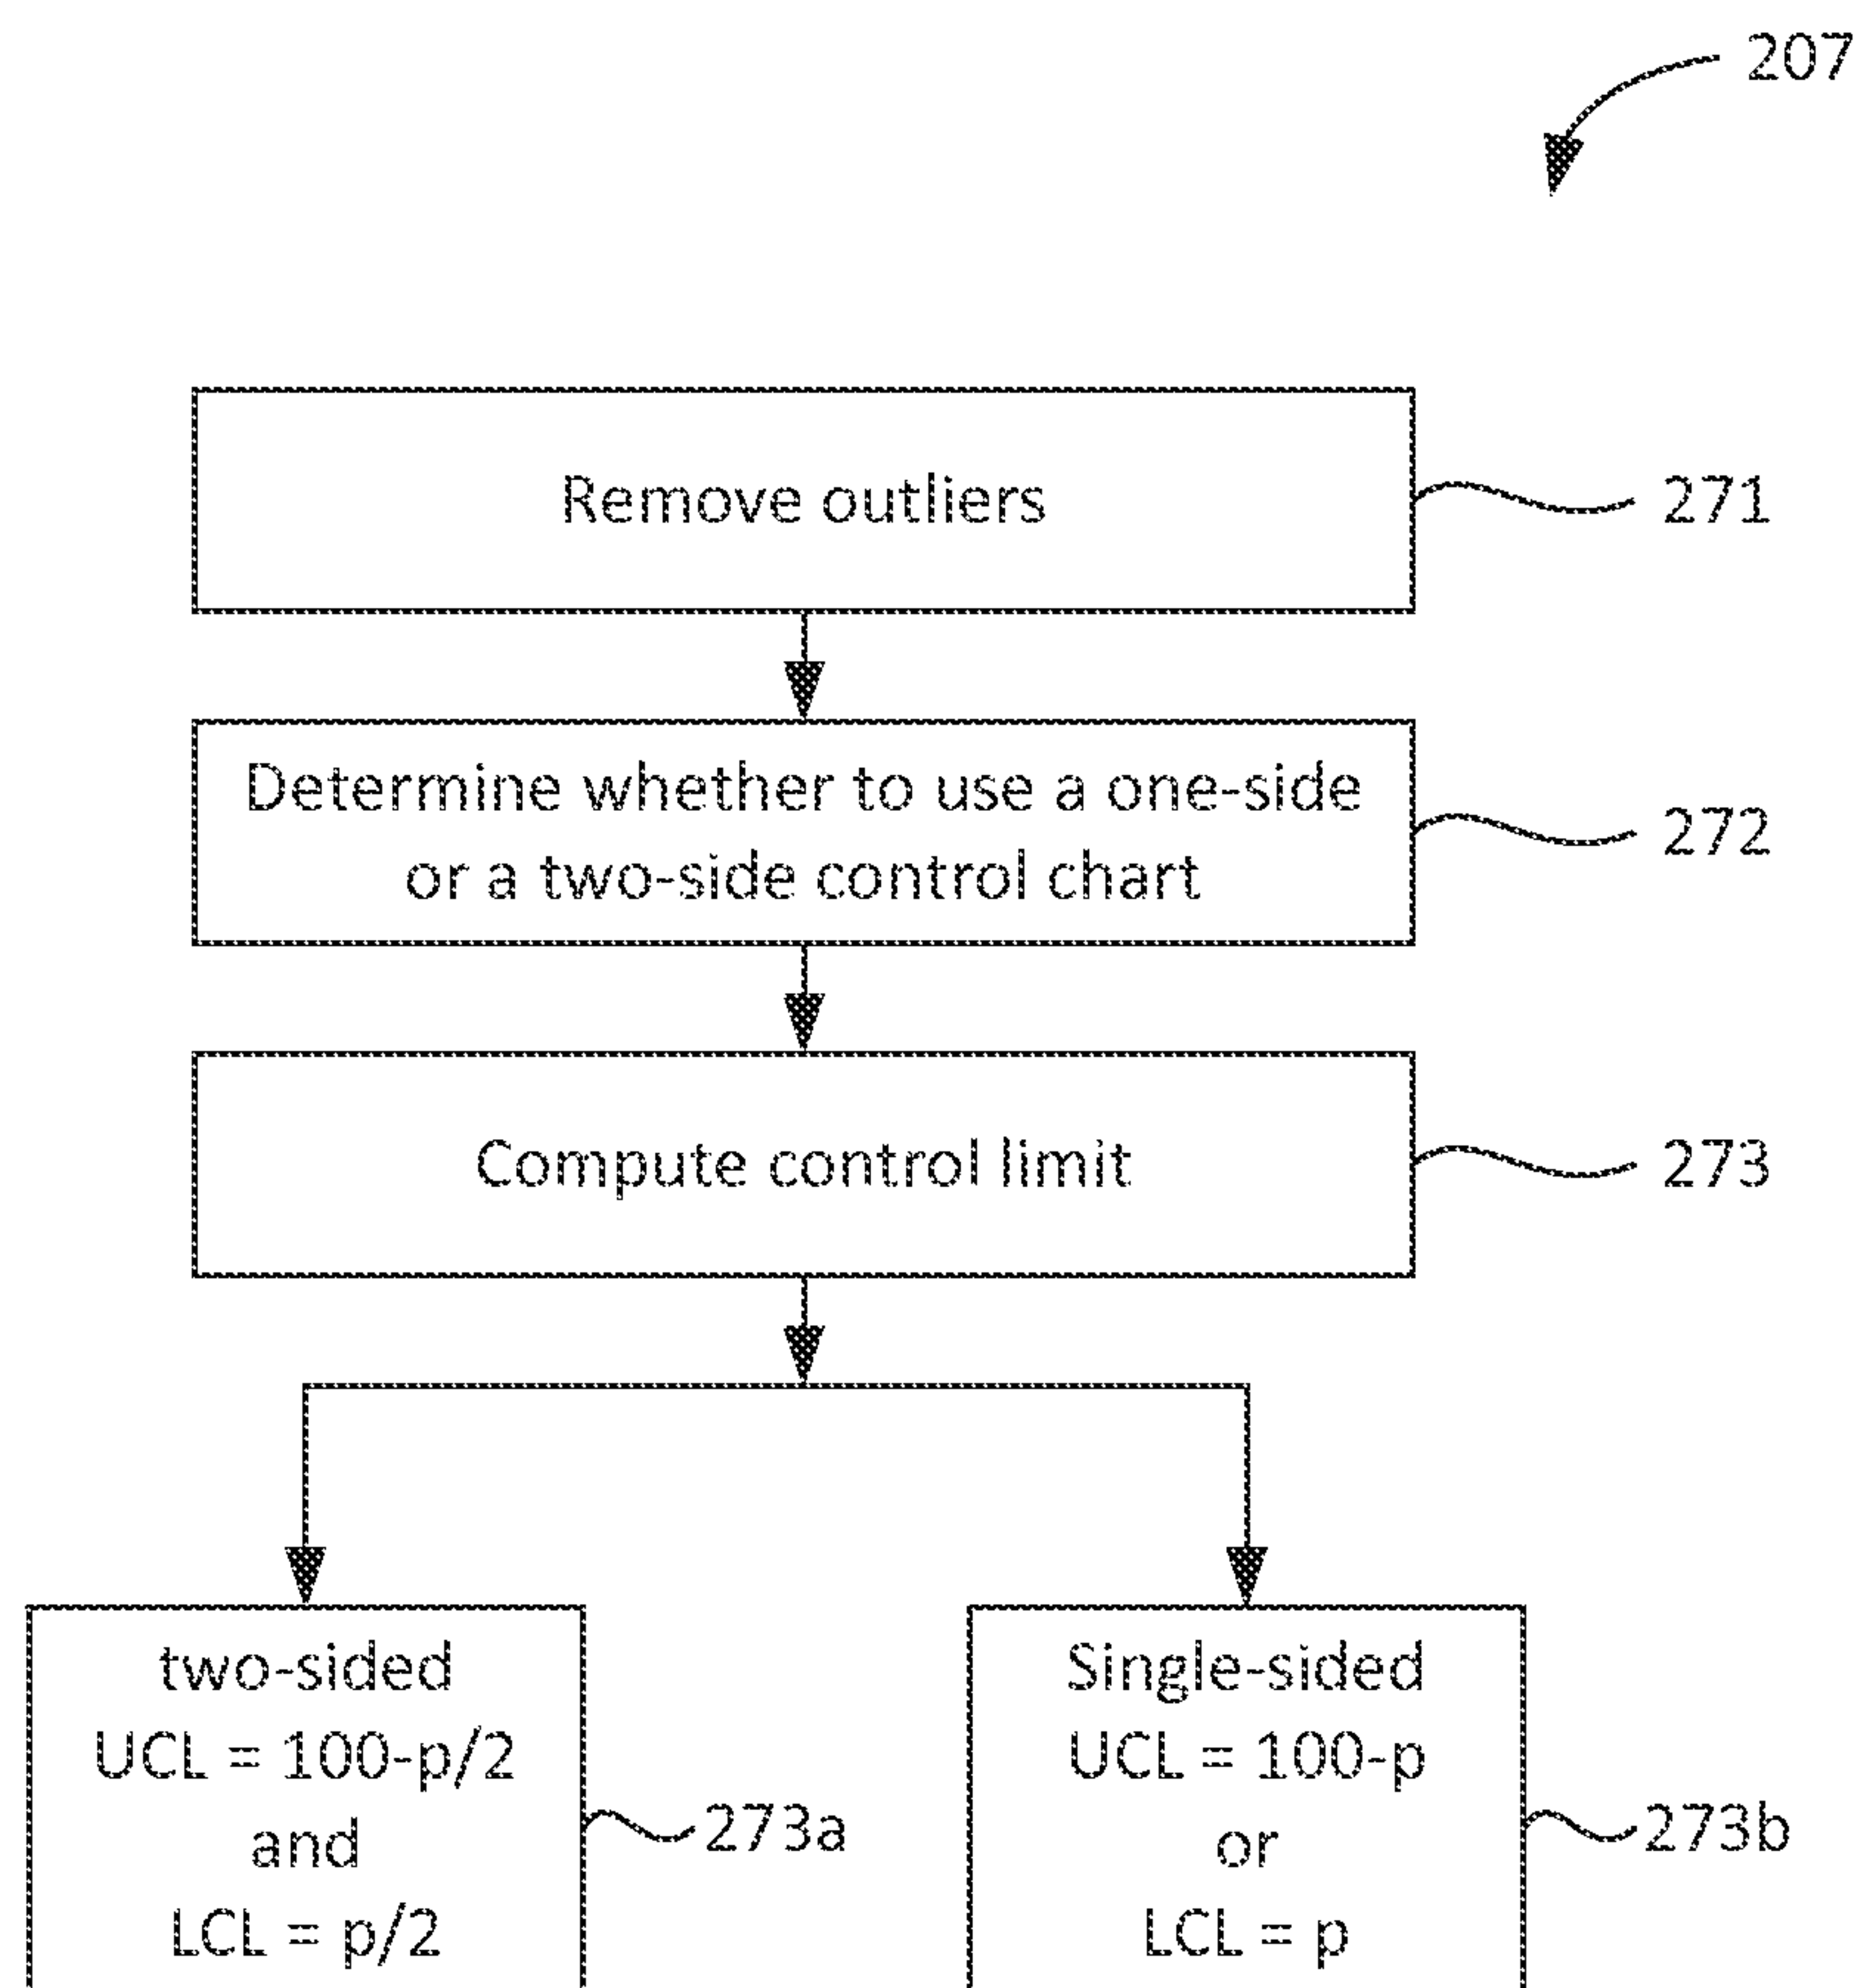 207
Remove outliers
271
Determine whether to use a one-side
or a two-side control chart
272
Compute control limit
273
two-sided
UCL = 100-p/2
and
LCL = p/2
273a
Single-sided
UCL = 100-p
or
LCL = p
273b